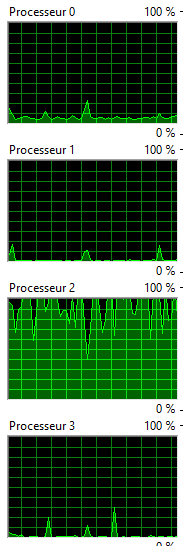 Processeur 0 100 %
0 %
Processeur 1 100 %
0 %
Processeur 2 100 %
0 %
Processeur 3 100 %
0 %